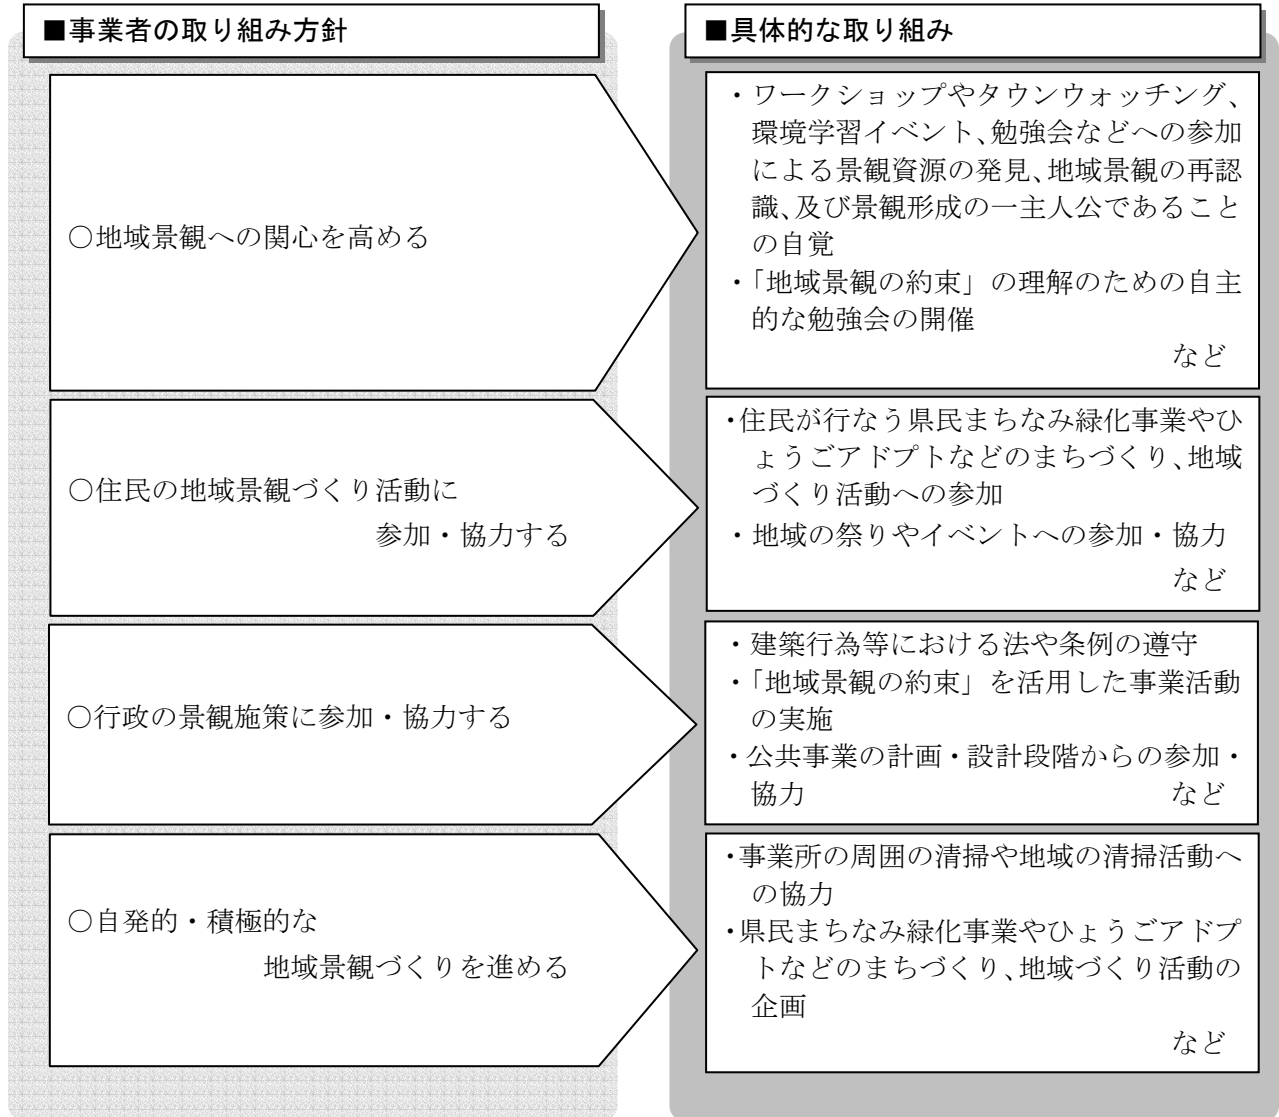 ■事業者の取り組み方針
■具体的な取り組み
○地域景観への関心を高める
・ワークショップやタウンウォッチング、
環境学習イベント、勉強会などへの参加
による景観資源の発見、地域景観の再認
識、及び景観形成の一主人公であること
の自覚
・「地域景観の約束」の理解のための自主
的な勉強会の開催
など
○住民の地域景観づくり活動に
参加・協力する
・住民が行なう県民まちなみ緑化事業やひ
ょうごアドプトなどのまちづくり、地域
づくり活動への参加
・地域の祭りやイベントへの参加・協力
など
○行政の景観施策に参加・協力する
・建築行為等における法や条例の遵守
・「地域景観の約束」を活用した事業活動
の実施
・公共事業の計画・設計段階からの参加・
協力 など
○自発的・積極的な
地域景観づくりを進める
・事業所の周囲の清掃や地域の清掃活動へ
の協力
・県民まちなみ緑化事業やひょうごアドプ
トなどのまちづくり、地域づくり活動の
企画
など